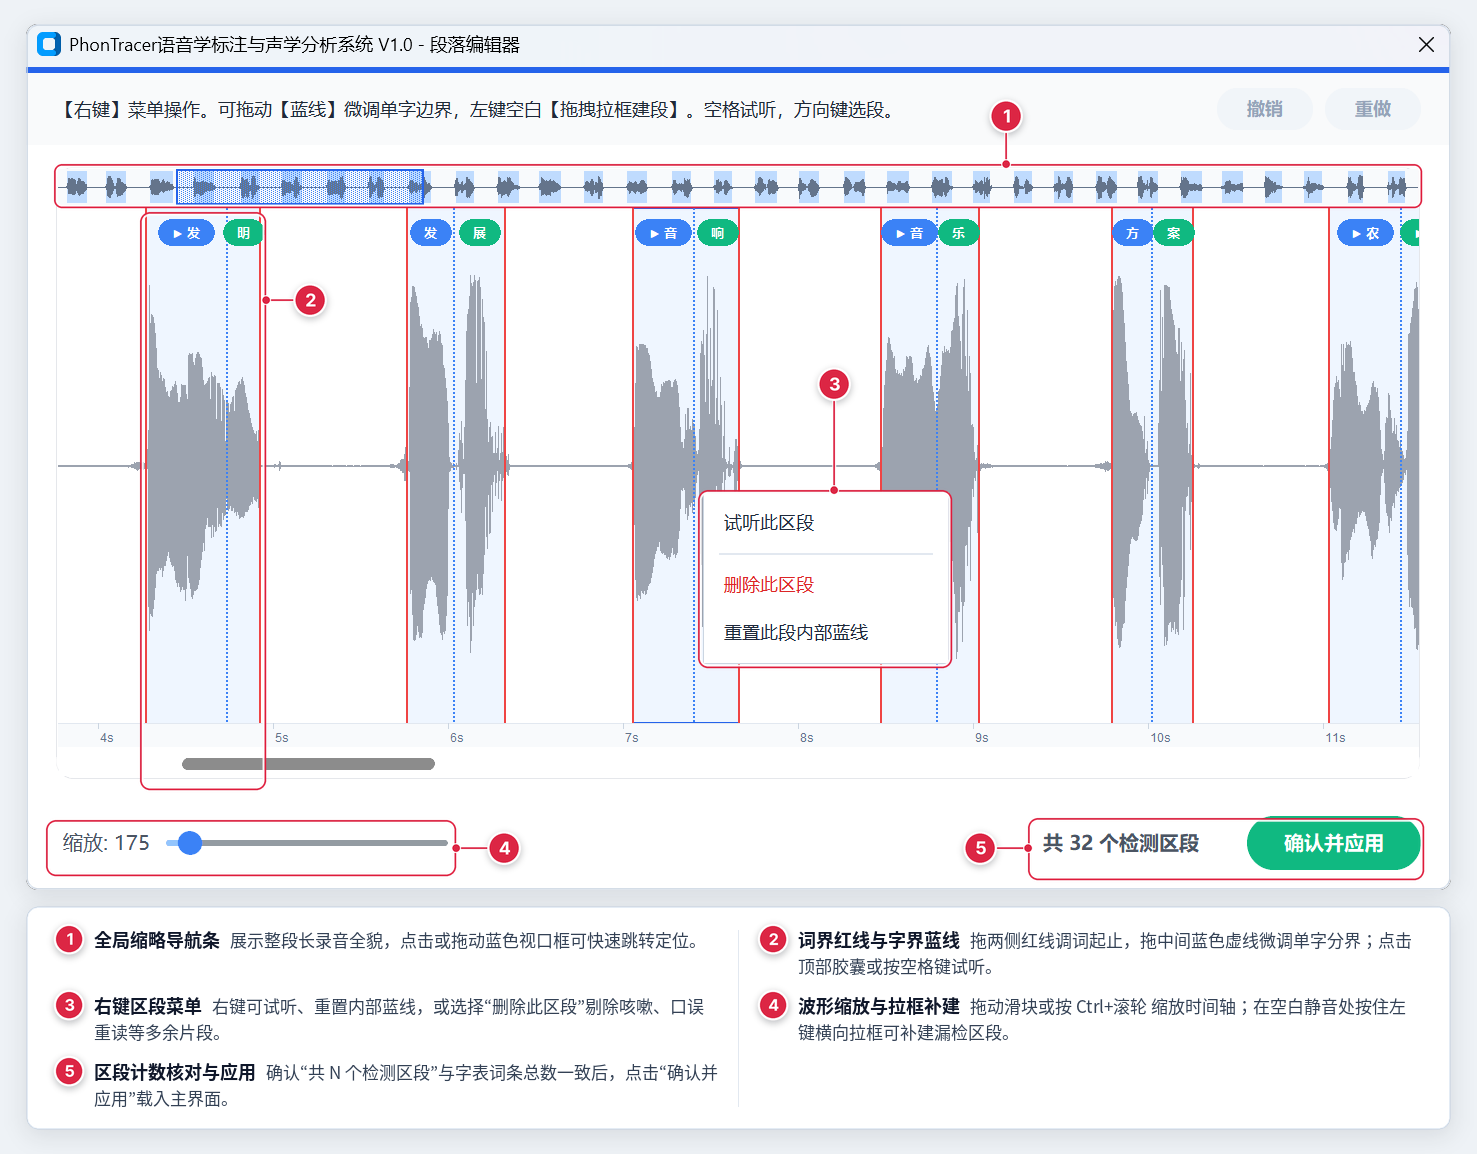 PhonTracer语音学标注与声学分析系统 V1.0 - 段落编辑器
【右键】菜单操作。可拖动【蓝线】微调单字边界，左键空白【拖拽拉框建段】。空格试听，方向键选段。
撤销
重做
1
发
明
发
展
音
响
音
乐
方
案
农
2
3
试听此区段
删除此区段
重置此段内部蓝线
4s
5s
6s
7s
8s
9s
10s
11s
缩放: 175
4
5
共 32 个检测区段
确认并应用
1 全局缩略导航条 展示整段长录音全貌，点击或拖动蓝色视口框可快速跳转定位。
2 词界红线与字界蓝线 拖两侧红线调词起止，拖中间蓝色虚线微调单字分界；点击
顶部胶囊或按空格键试听。
3 右键区段菜单 右键可试听、重置内部蓝线，或选择“删除此区段”剔除咳嗽、口误
重读等多余片段。
4 波形缩放与拉框补建 拖动滑块或按 Ctrl+滚轮 缩放时间轴；在空白静音处按住左
键横向拉框可补建漏检区段。
5 区段计数核对与应用 确认“共 N 个检测区段”与字表词条总数一致后，点击“确认并
应用”载入主界面。